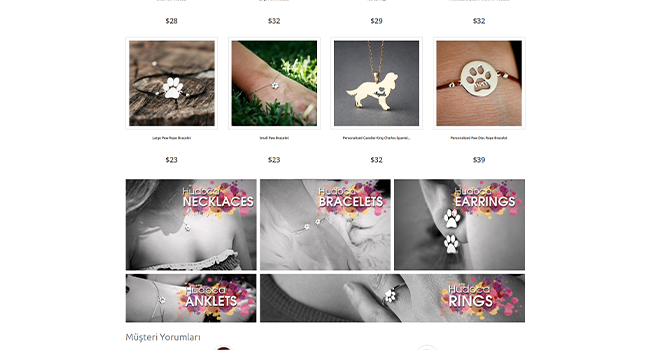 $28
$32
$29
$32
Large Paw Rope Bracelet
Small Paw Bracelet
Personalized Cavalier King Charles Spaniel...
Personalized Paw Disc Rope Bracelet
$23
$23
$32
$39
Hudoca
NECKLACES
Hudoca
BRACELETS
Hudoca
EARRINGS
Hudoca
ANKLETS
Hudoca
RINGS
Müşteri Yorumları